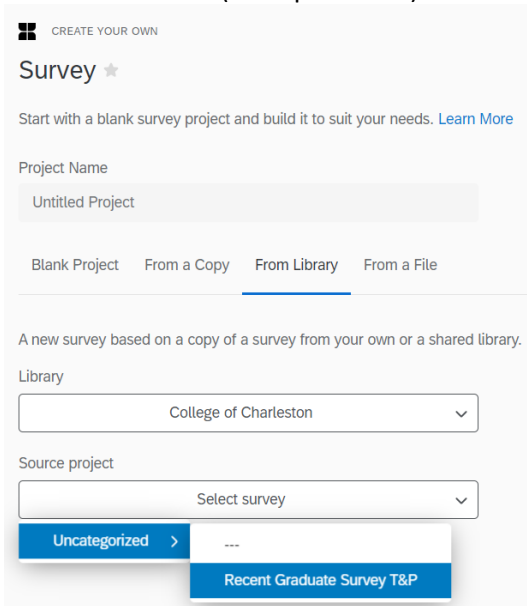 CREATE YOUR OWN
Survey
Start with a blank survey project and build it to suit your needs. Learn More
Project Name
Untitled Project
Blank Project From a Copy From Library From a File
A new survey based on a copy of a survey from your own or a shared library.
Library
College of Charleston
Source project
Select survey
Uncategorized
---
Recent Graduate Survey T&P